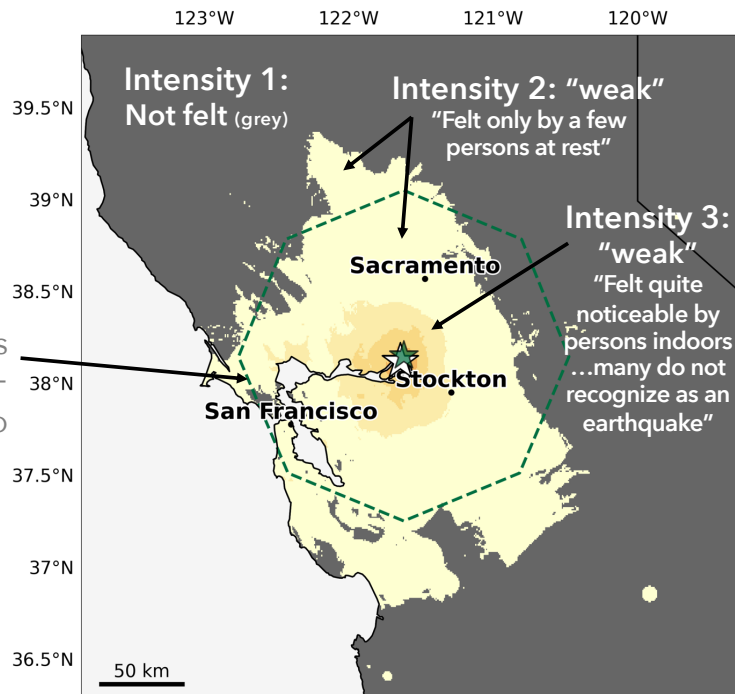 123°W 122°W 121°W 120°W
39.5°N
39°N
38.5°N
38°N
37.5°N
37°N
36.5°N
Intensity 1:
Not felt (grey)
Intensity 2: “weak”
“Felt only by a few
persons at rest”
Intensity 3:
“weak”
“Felt quite
noticeable by
persons indoors
...many do not
recognize as an
earthquake”
Sacramento
Stockton
San Francisco
50 km